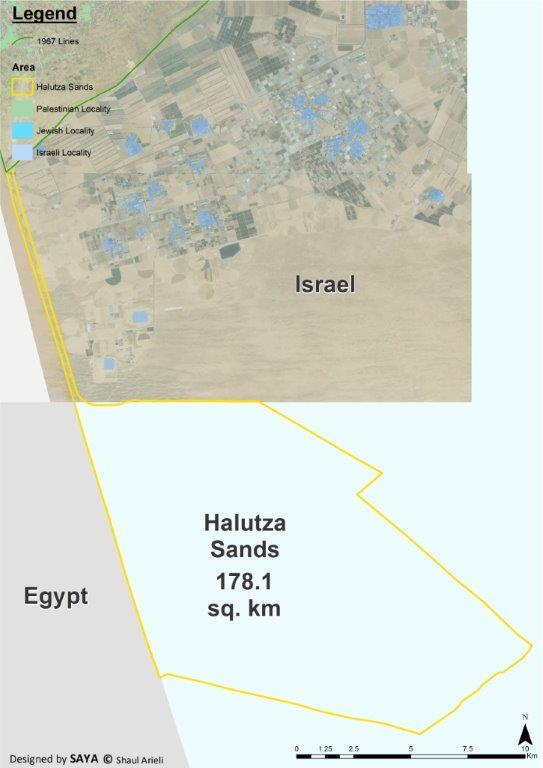 Legend
1967 Lines
Area
Halutza Sands
Palestinian Locality
Jewish Locality
Israeli Locality
Israel
Halutza
Sands
178.1
sq. km
Egypt
N
0 1.25 2.5 5 7.5 10
Km
Designed by SAYA © Shaul Arieli